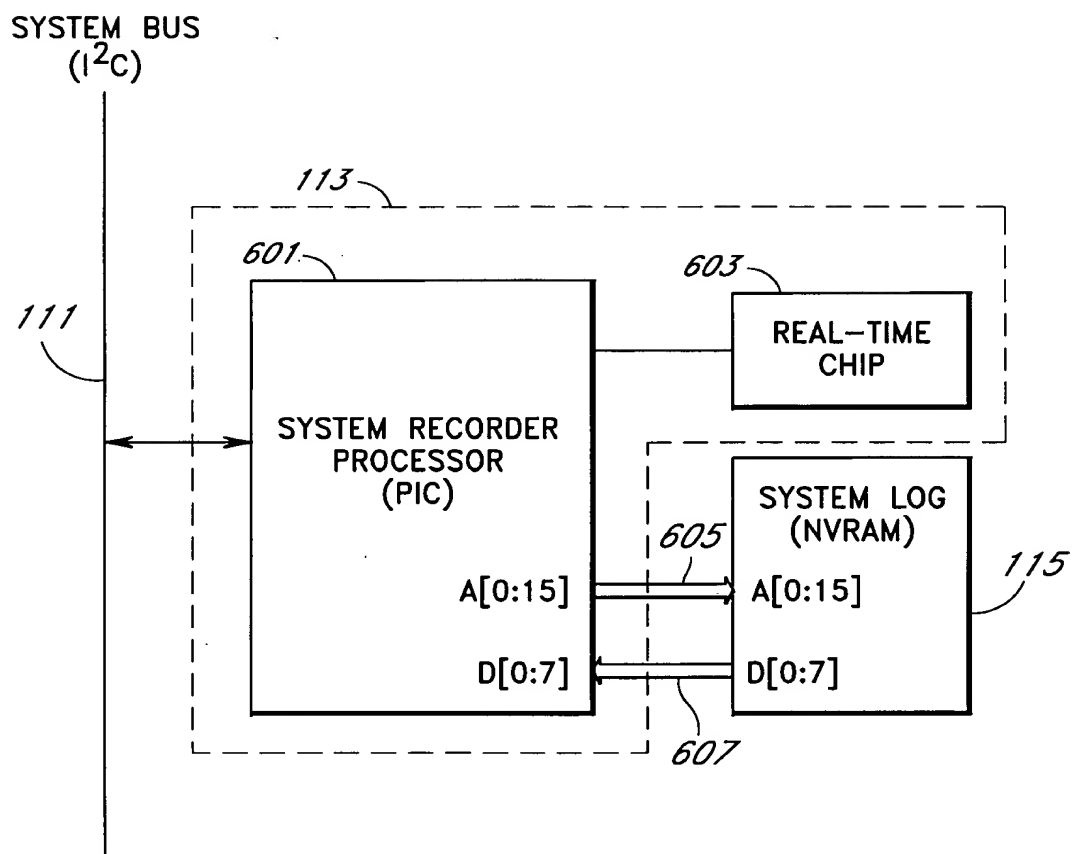 SYSTEM BUS
(I²C)
113
601
603
111
REAL-TIME
CHIP
SYSTEM RECORDER
PROCESSOR
(PIC)
SYSTEM LOG
(NVRAM)
605
115
A[0:15]
A[0:15]
D[0:7]
D[0:7]
607